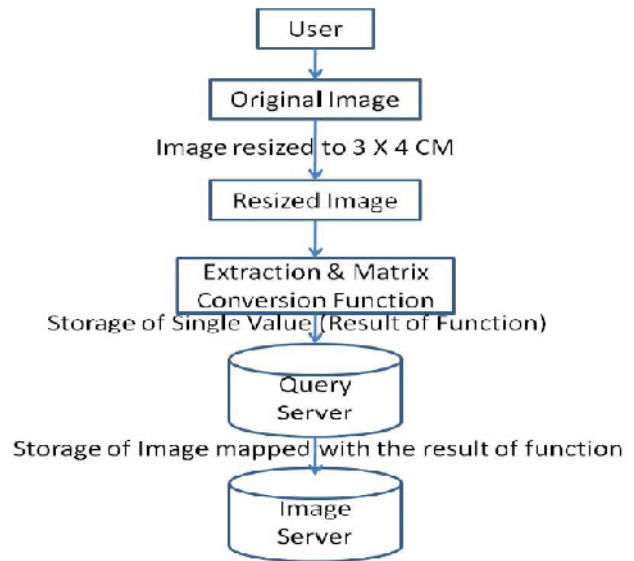 User
Original Image
Image resized to 3 X 4 CM
Resized Image
Extraction & Matrix
Conversion Function
Storage of Single Value (Result of Function)
Query
Server
Storage of Image mapped with the result of function
Image
Server